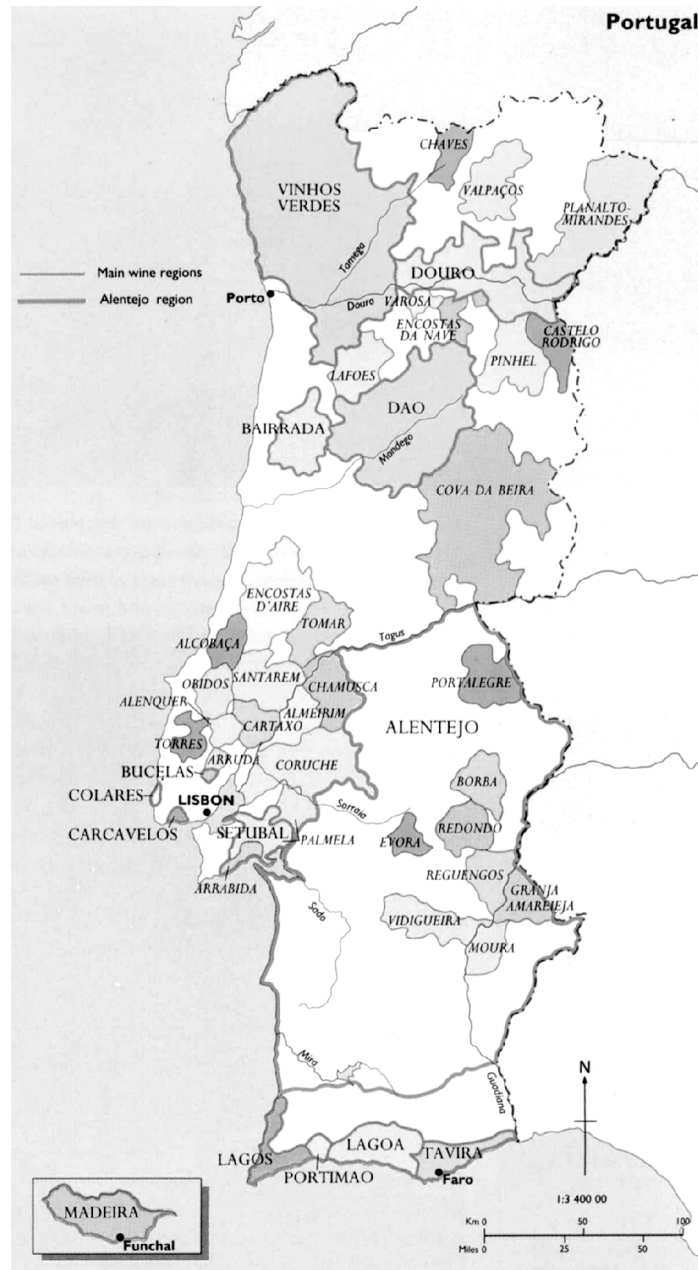 Portugal
CHAVES
VINHOS
VERDES
VALPAÇOS
PLANALTO-
MIRANDES
Tamega
Main wine regions
DOURO
Alentejo region
Porto
Douro
VAROSA
ENCOSTAS
DA NAVE
CASTELO
RODRIGO
PINHEL
LAFOES
DAO
BAIRRADA
Mondego
COVA DA BEIRA
ENCOSTAS
D'AIRE
TOMAR
Tagus
ALCOBAÇA
OBIDOS
SANTAREM
CHAMUSCA
PORTALEGRE
ALENQUER
ALMEIRIM
CARTAXO
ALENTEJO
TORRES
ARRUDA
CORUCHE
BUCELAS
BORBA
COLARES
LISBON
Sorraia
REDONDO
CARCAVELOS
SETUBAL
PALMELA
EVORA
REGUENGOS
ARRABIDA
GRANJA
AMARELEJA
Sado
VIDIGUEIRA
MOURA
Mira
Guadiana
N
LAGOS
LAGOA
TAVIRA
PORTIMAO
Faro
MADEIRA
Funchal
1:3 400 00
Km 0 50 100
Miles 0 25 50